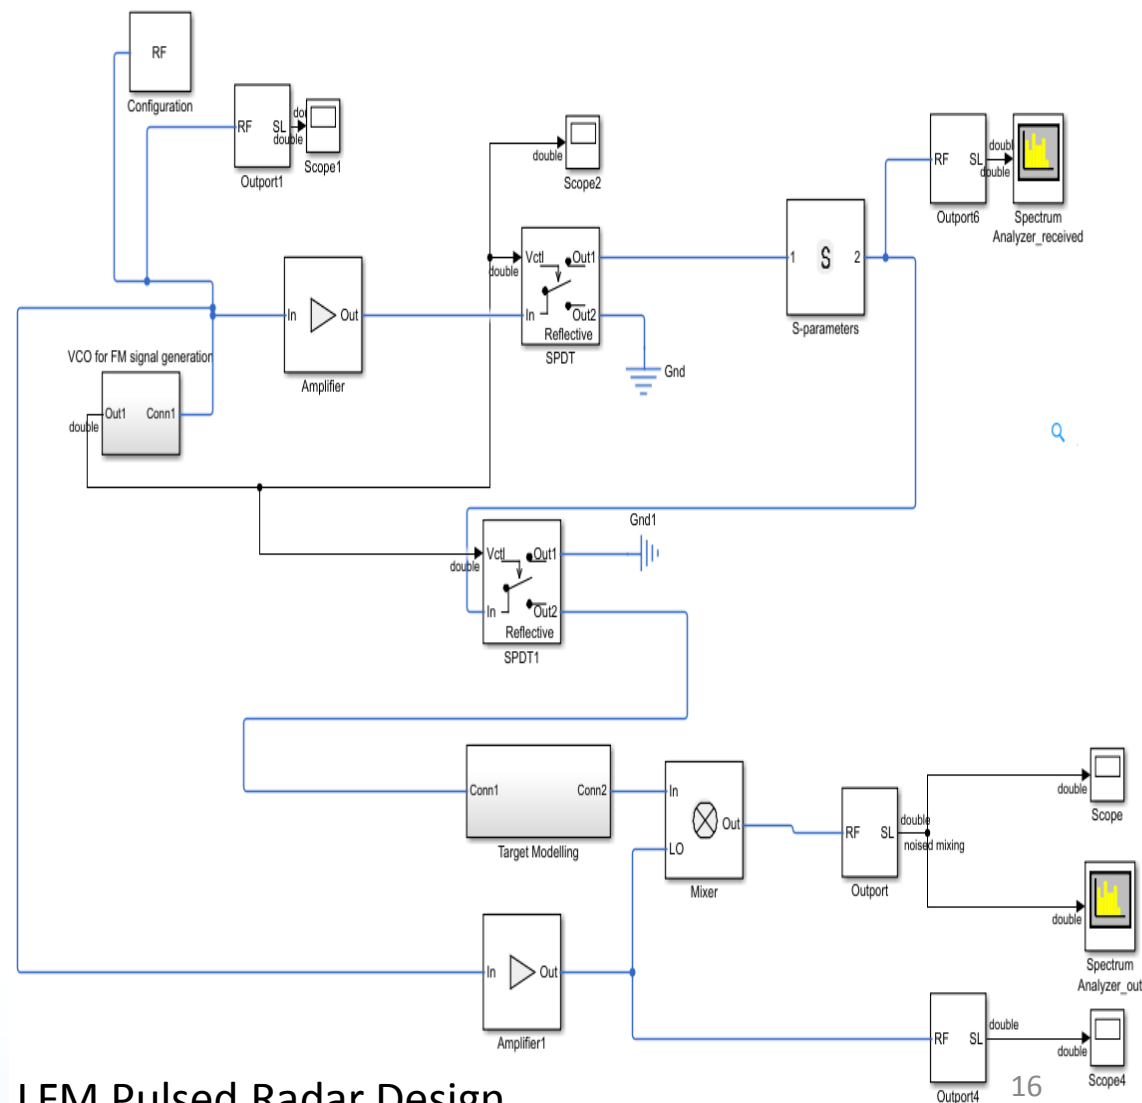 RF
Configuration
RF SL
double
Outport1
Scope1
double
Scope2
RF SL
double
Outport6
Spectrum
Analyzer_received
double
Vctl Out1
In Out2
Reflective
SPDT
1 S 2
S-parameters
In Out
Amplifier
Gnd
VCO for FM signal generation
Out1 Conn1
double
Gnd1
Vctl Out1
double
In Out2
Reflective
SPDT1
Conn1 Conn2
Target Modelling
In
LO
Out
Mixer
RF SL
Outport
double
noised mixing
double
Scope
double
Spectrum
Analyzer_out
In Out
Amplifier1
RF SL
Outport4
double
double
Scope4
LFM Pulsed Radar Design
16